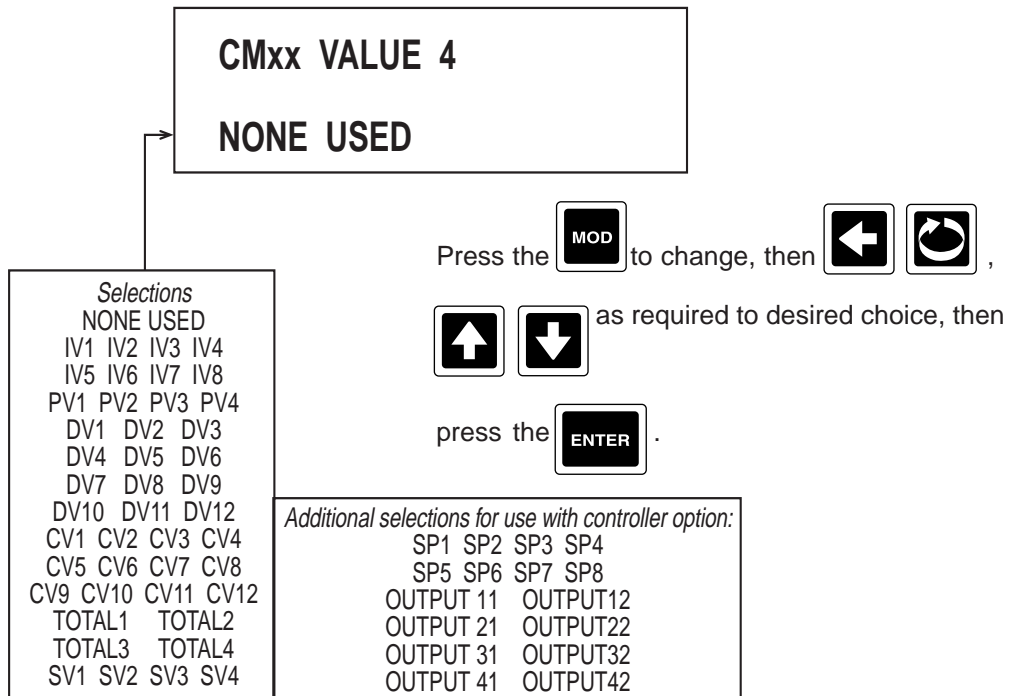 CMxx VALUE 4
NONE USED
Press the MOD to change, then ,
as required to desired choice, then
press the ENTER .
Selections
NONE USED
IV1 IV2 IV3 IV4
IV5 IV6 IV7 IV8
PV1 PV2 PV3 PV4
DV1 DV2 DV3
DV4 DV5 DV6
DV7 DV8 DV9
DV10 DV11 DV12
CV1 CV2 CV3 CV4
CV5 CV6 CV7 CV8
CV9 CV10 CV11 CV12
TOTAL1 TOTAL2
TOTAL3 TOTAL4
SV1 SV2 SV3 SV4
Additional selections for use with controller option:
SP1 SP2 SP3 SP4
SP5 SP6 SP7 SP8
OUTPUT 11 OUTPUT12
OUTPUT 21 OUTPUT22
OUTPUT 31 OUTPUT32
OUTPUT 41 OUTPUT42